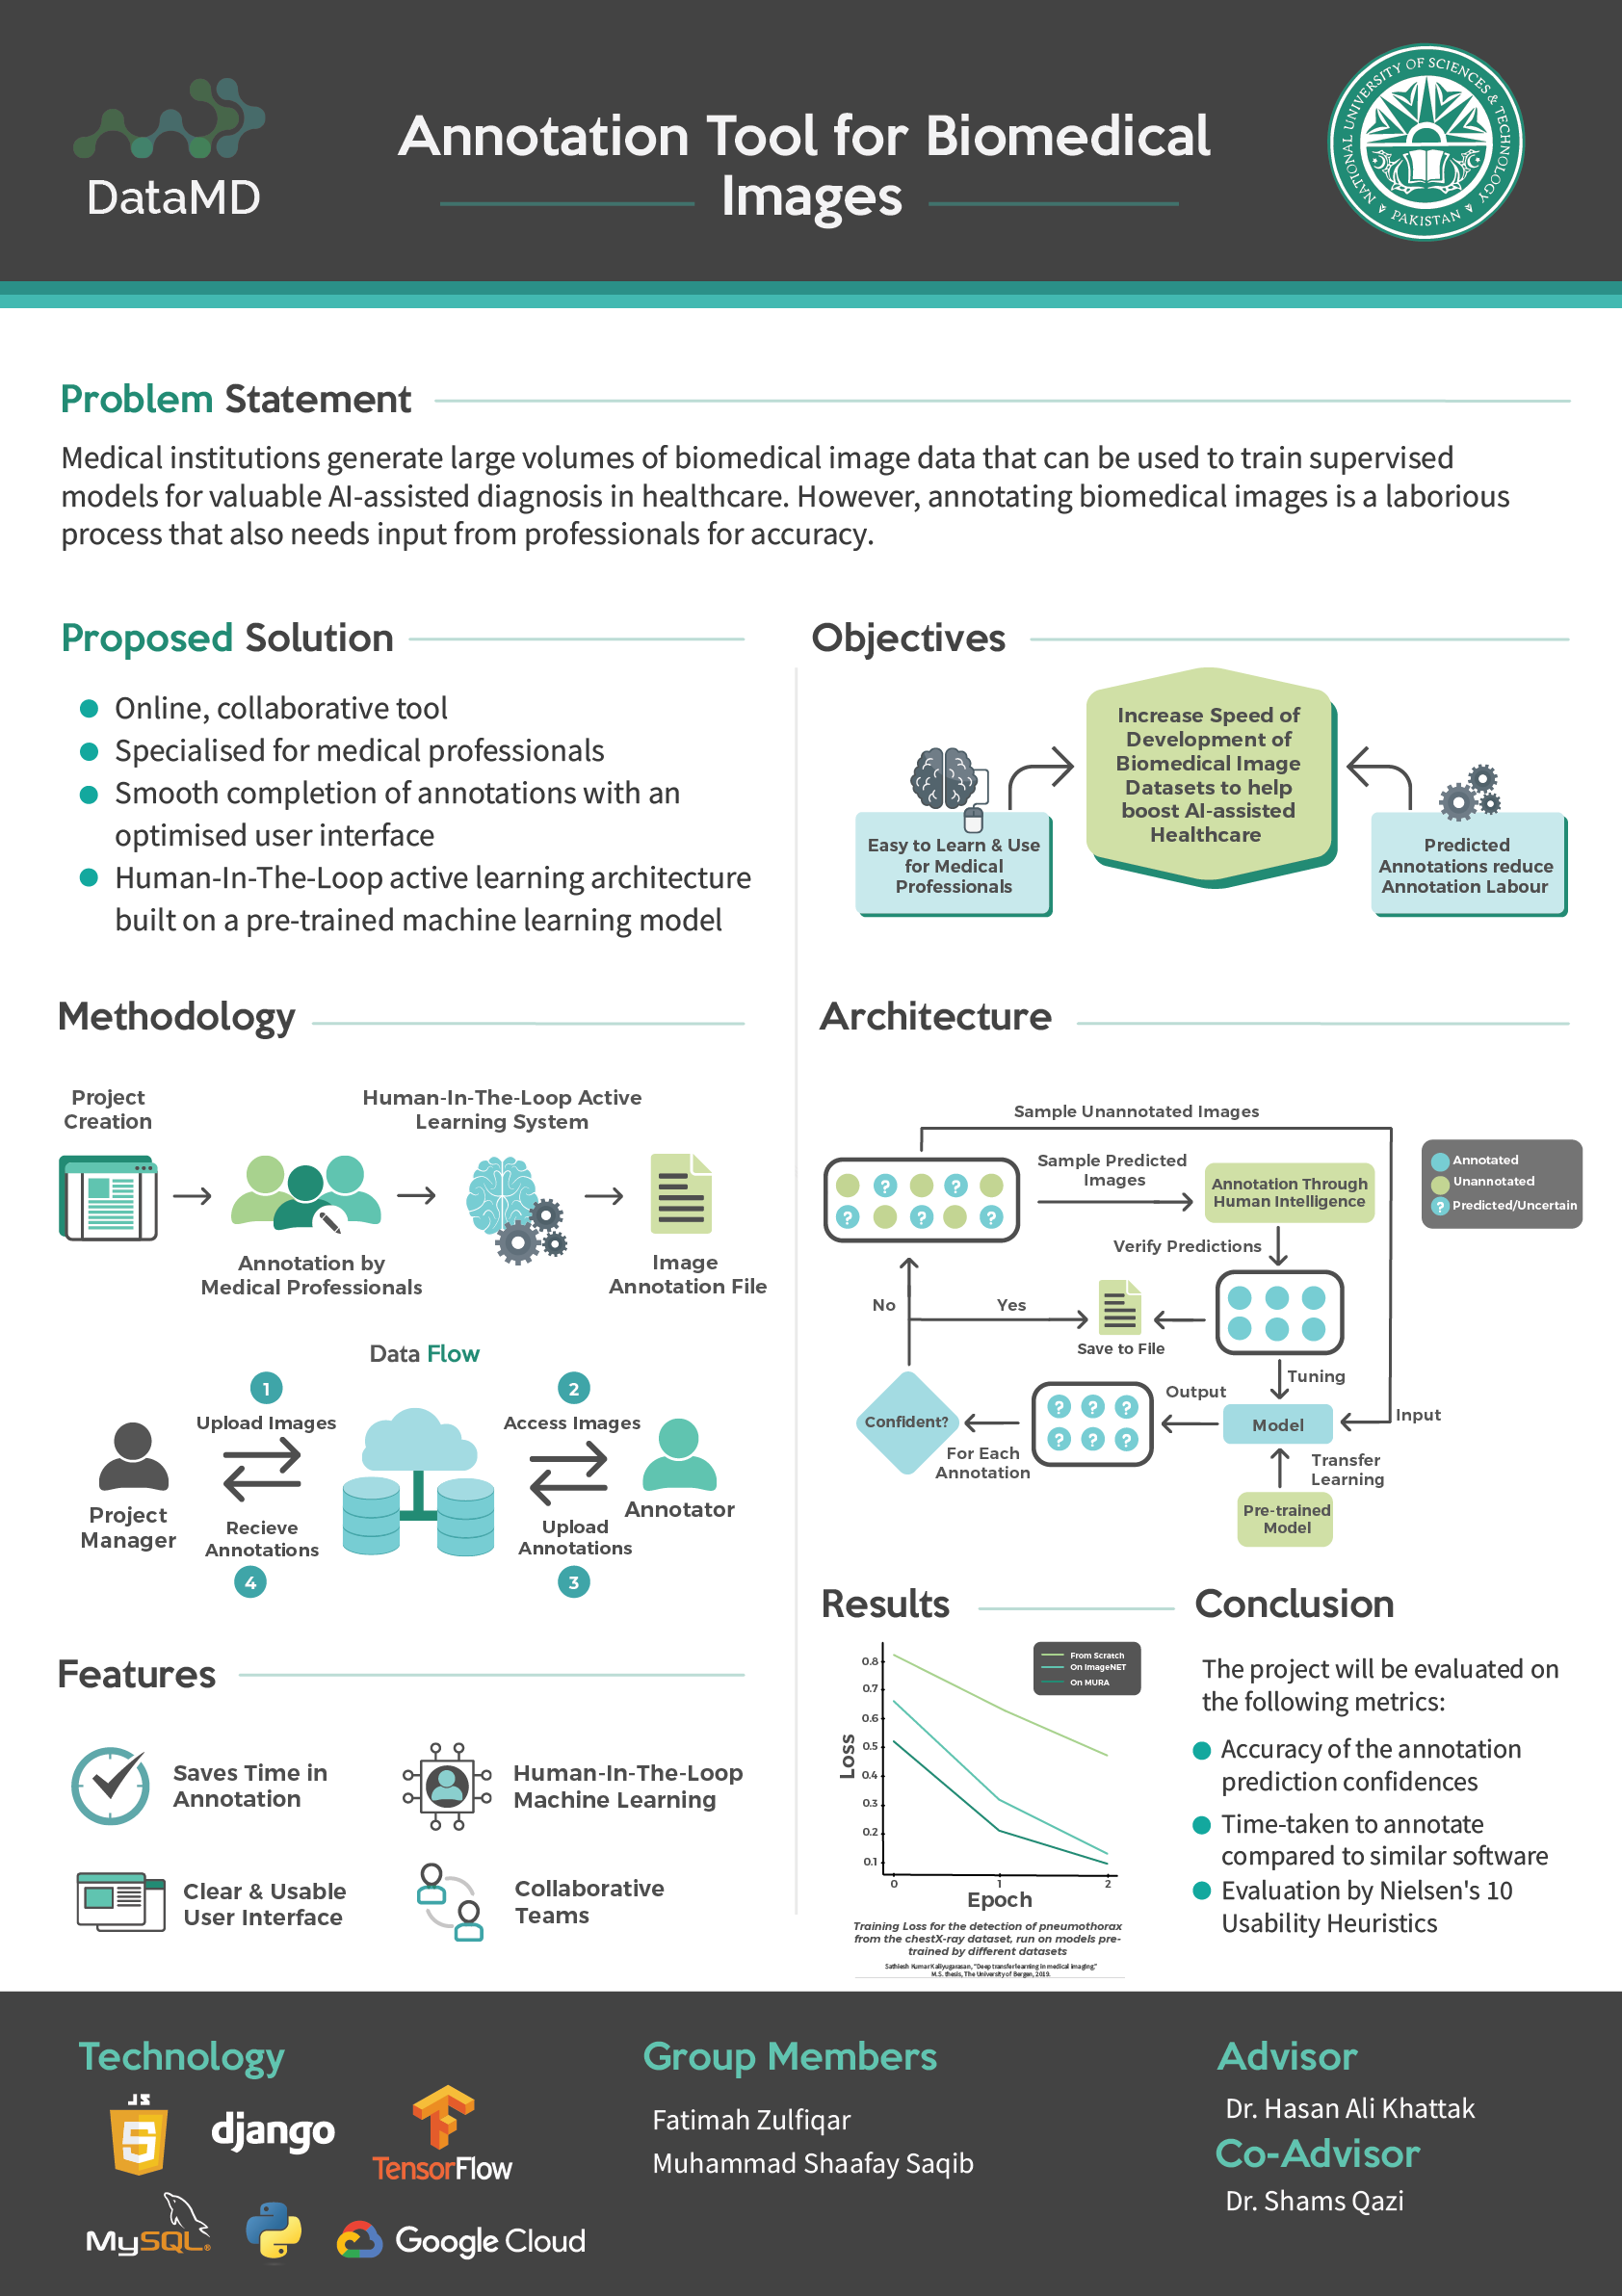 DataMD
Annotation Tool for Biomedical
Images
NATIONAL UNIVERSITY OF SCIENCES & TECHNOLOGY
PAKISTAN
Problem Statement
Medical institutions generate large volumes of biomedical image data that can be used to train supervised
models for valuable AI-assisted diagnosis in healthcare. However, annotating biomedical images is a laborious
process that also needs input from professionals for accuracy.
Proposed Solution
Online, collaborative tool
Specialised for medical professionals
Smooth completion of annotations with an
optimised user interface
Human-In-The-Loop active learning architecture
built on a pre-trained machine learning model
Objectives
Increase Speed of
Development of
Biomedical Image
Datasets to help
boost AI-assisted
Healthcare
Easy to Learn & Use
for Medical
Professionals
Predicted
Annotations reduce
Annotation Labour
Methodology
Project
Creation
Human-In-The-Loop Active
Learning System
Annotation by
Medical Professionals
Image
Annotation File
Data Flow
1
Upload Images
2
Access Images
Project
Manager
Annotator
Recieve
Annotations
4
Upload
Annotations
3
Architecture
Sample Unannotated Images
Sample Predicted
Images
Annotation Through
Human Intelligence
Annotated
Unannotated
? Predicted/Uncertain
? ?
? ? ?
Verify Predictions
No
Yes
Save to File
Tuning
Output
Input
Confident?
? ? ?
? ? ?
Model
For Each
Annotation
Transfer
Learning
Pre-trained
Model
Features
Saves Time in
Annotation
Human-In-The-Loop
Machine Learning
Clear & Usable
User Interface
Collaborative
Teams
Results
From Scratch
On ImageNET
On MURA
0.8
0.7
0.6
0.5
0.4
0.3
0.2
0.1
Loss
0 1 2
Epoch
Training Loss for the detection of pneumothorax
from the chestX-ray dataset, run on models pre-
trained by different datasets
Sathiesh Kumar Kaliyugarasan, "Deep transfer learning in medical imaging,"
M.S. thesis, The University of Bergen, 2019.
Conclusion
The project will be evaluated on
the following metrics:
Accuracy of the annotation
prediction confidences
Time-taken to annotate
compared to similar software
Evaluation by Nielsen's 10
Usability Heuristics
Technology
JS
5
django
TensorFlow
MySQL®
Google Cloud
Group Members
Fatimah Zulfiqar
Muhammad Shaafay Saqib
Advisor
Dr. Hasan Ali Khattak
Co-Advisor
Dr. Shams Qazi